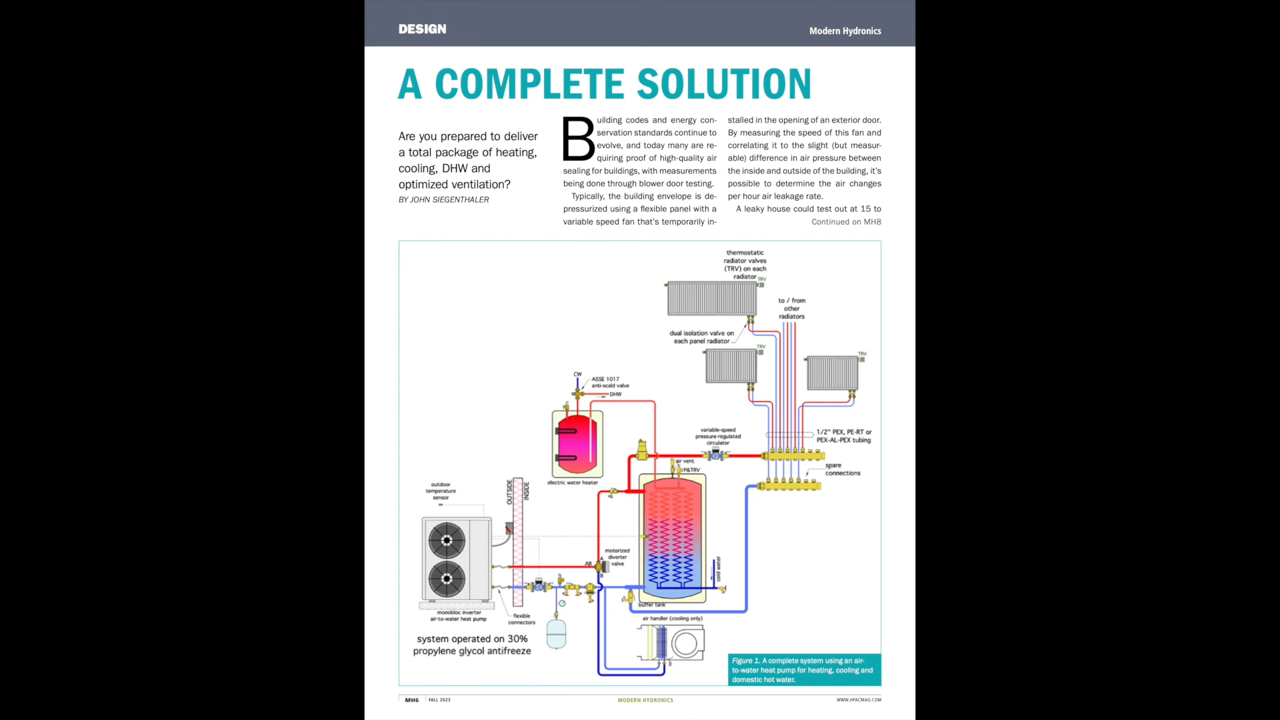 DESIGN
Modern Hydronics
A COMPLETE SOLUTION
Are you prepared to deliver
a total package of heating,
cooling, DHW and
optimized ventilation?
BY JOHN SIEGENTHALER
Building codes and energy con-
servation standards continue to
evolve, and today many are re-
quiring proof of high-quality air
sealing for buildings, with measurements
being done through blower door testing.
Typically, the building envelope is de-
pressurized using a flexible panel with a
variable speed fan that's temporarily in-
stalled in the opening of an exterior door.
By measuring the speed of this fan and
correlating it to the slight (but measur-
able) difference in air pressure between
the inside and outside of the building, it's
possible to determine the air changes
per hour air leakage rate.
A leaky house could test out at 15 to
Continued on MH8
thermostatic
radiator valves
(TRV) on each
radiator
TRV
to / from
other
radiators
dual isolation valve on
each panel radiator
TRV
TRV
CW
ASSE 1017
anti-scald valve
DHW
variable-speed
pressure-regulated
circulator
1/2" PEX, PE-RT or
PEX-AL-PEX tubing
air vent
P&TRV
spare
connections
electric water heater
outdoor
temperature
sensor
OUTSIDE
INSIDE
motorized
diverter
valve
A
AB
B
cold water
buffer tank
monobloc inverter
air-to-water heat pump
flexible
connectors
air handler (cooling only)
system operated on 30%
propylene glycol antifreeze
Figure 1. A complete system using an air-
to-water heat pump for heating, cooling and
domestic hot water.
MH6
FALL 2023
MODERN HYDRONICS
WWW.HPACMAG.COM